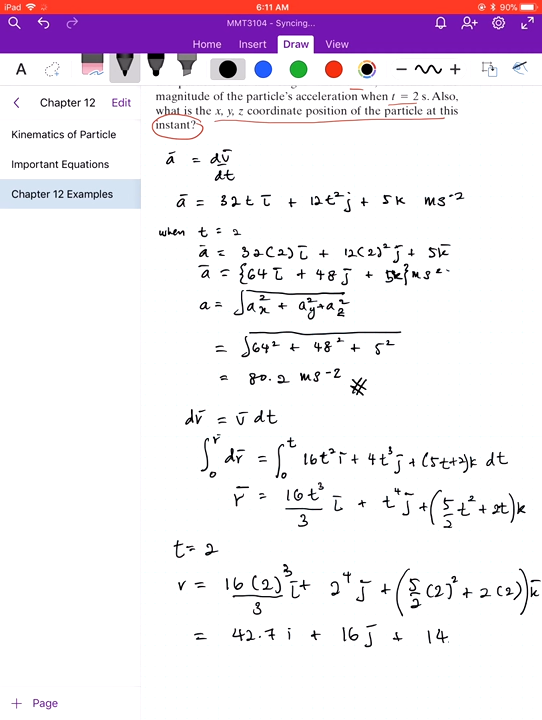 iPad 6:11 AM 90%
MMT3104 - Syncing...
Home Insert Draw View
A
Chapter 12 Edit
Kinematics of Particle
Important Equations
Chapter 12 Examples
+ Page
magnitude of the particle's acceleration when t = 2 s. Also,
what is the x, y, z coordinate position of the particle at this
instant?
ā = dv̄/dt
ā = 32t ī + 12t² j + 5k ms⁻²
when t = 2
ā = 32(2) ī + 12(2)² j + 5k̄
ā = {64 ī + 48 j̄ + 5k} ms⁻²
a = √(aₓ² + a_y² + a_z²)
= √(64² + 48² + 5²)
= 80.2 ms⁻²
dr̄ = v̄ dt
∫₀^r̄ dr̄ = ∫₀^t 16t² ī + 4t³ j + (5t+2)k dt
r̄ = 16t³/3 ī + t⁴ j̄ + (5/2 t² + 2t) k
t = 2
r = 16(2)³/3 ī + 2⁴ j̄ + (5/2 (2)² + 2(2)) k̄
= 42.7 i + 16 j̄ + 14